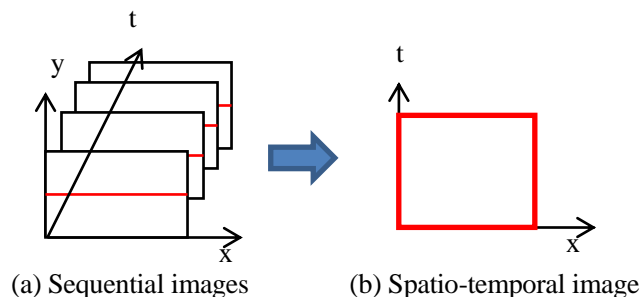 t
y
x
(a) Sequential images
t
x
(b) Spatio-temporal image